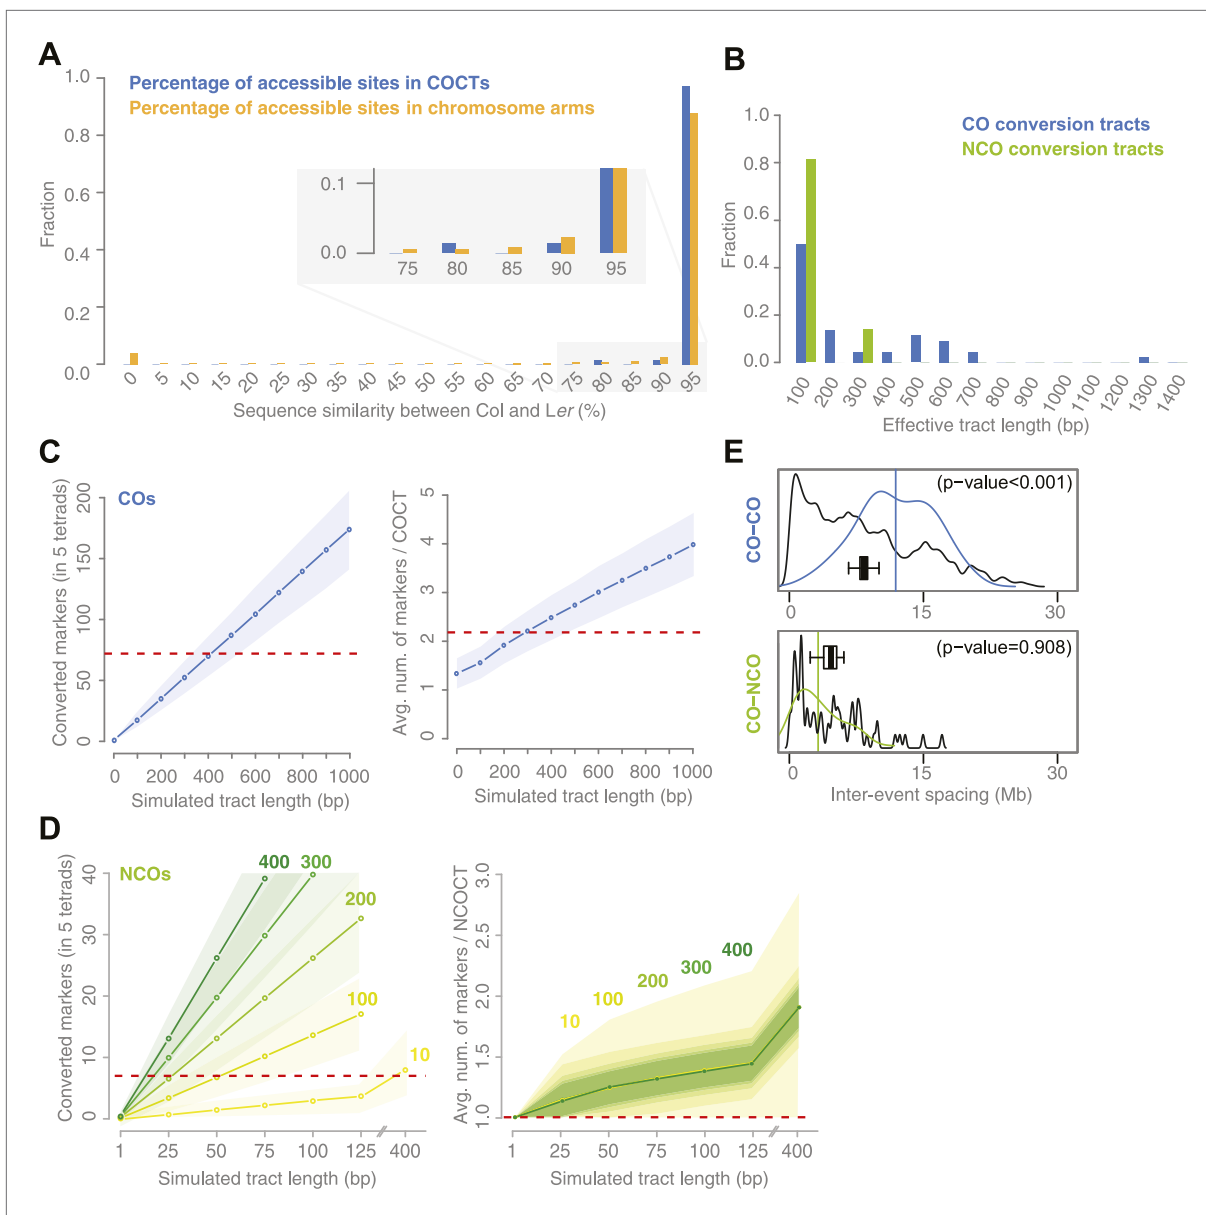 A
Percentage of accessible sites in COCTs
Percentage of accessible sites in chromosome arms
Fraction
1.0
0.8
0.6
0.4
0.2
0.0
0.1
0.0
75 80 85 90 95
0 5 10 15 20 25 30 35 40 45 50 55 60 65 70 75 80 85 90 95
Sequence similarity between Col and Ler (%)
B
CO conversion tracts
NCO conversion tracts
Fraction
1.0
0.8
0.6
0.4
0.2
0.0
100 200 300 400 500 600 700 800 900 1000 1100 1200 1300 1400
Effective tract length (bp)
C
COs
Converted markers (in 5 tetrads)
200
150
100
50
0
0 200 400 600 800 1000
Simulated tract length (bp)
Avg. num. of markers / COCT
5
4
3
2
1
0
0 200 400 600 800 1000
Simulated tract length (bp)
E
CO−CO
(p−value<0.001)
0 15 30
CO−NCO
(p−value=0.908)
0 15 30
Inter−event spacing (Mb)
D
NCOs
Converted markers (in 5 tetrads)
40
30
20
10
0
400 300
200
100
10
1 25 50 75 100 125 400
Simulated tract length (bp)
Avg. num. of markers / NCOCT
3.0
2.5
2.0
1.5
1.0
10 100 200 300 400
1 25 50 75 100 125 400
Simulated tract length (bp)